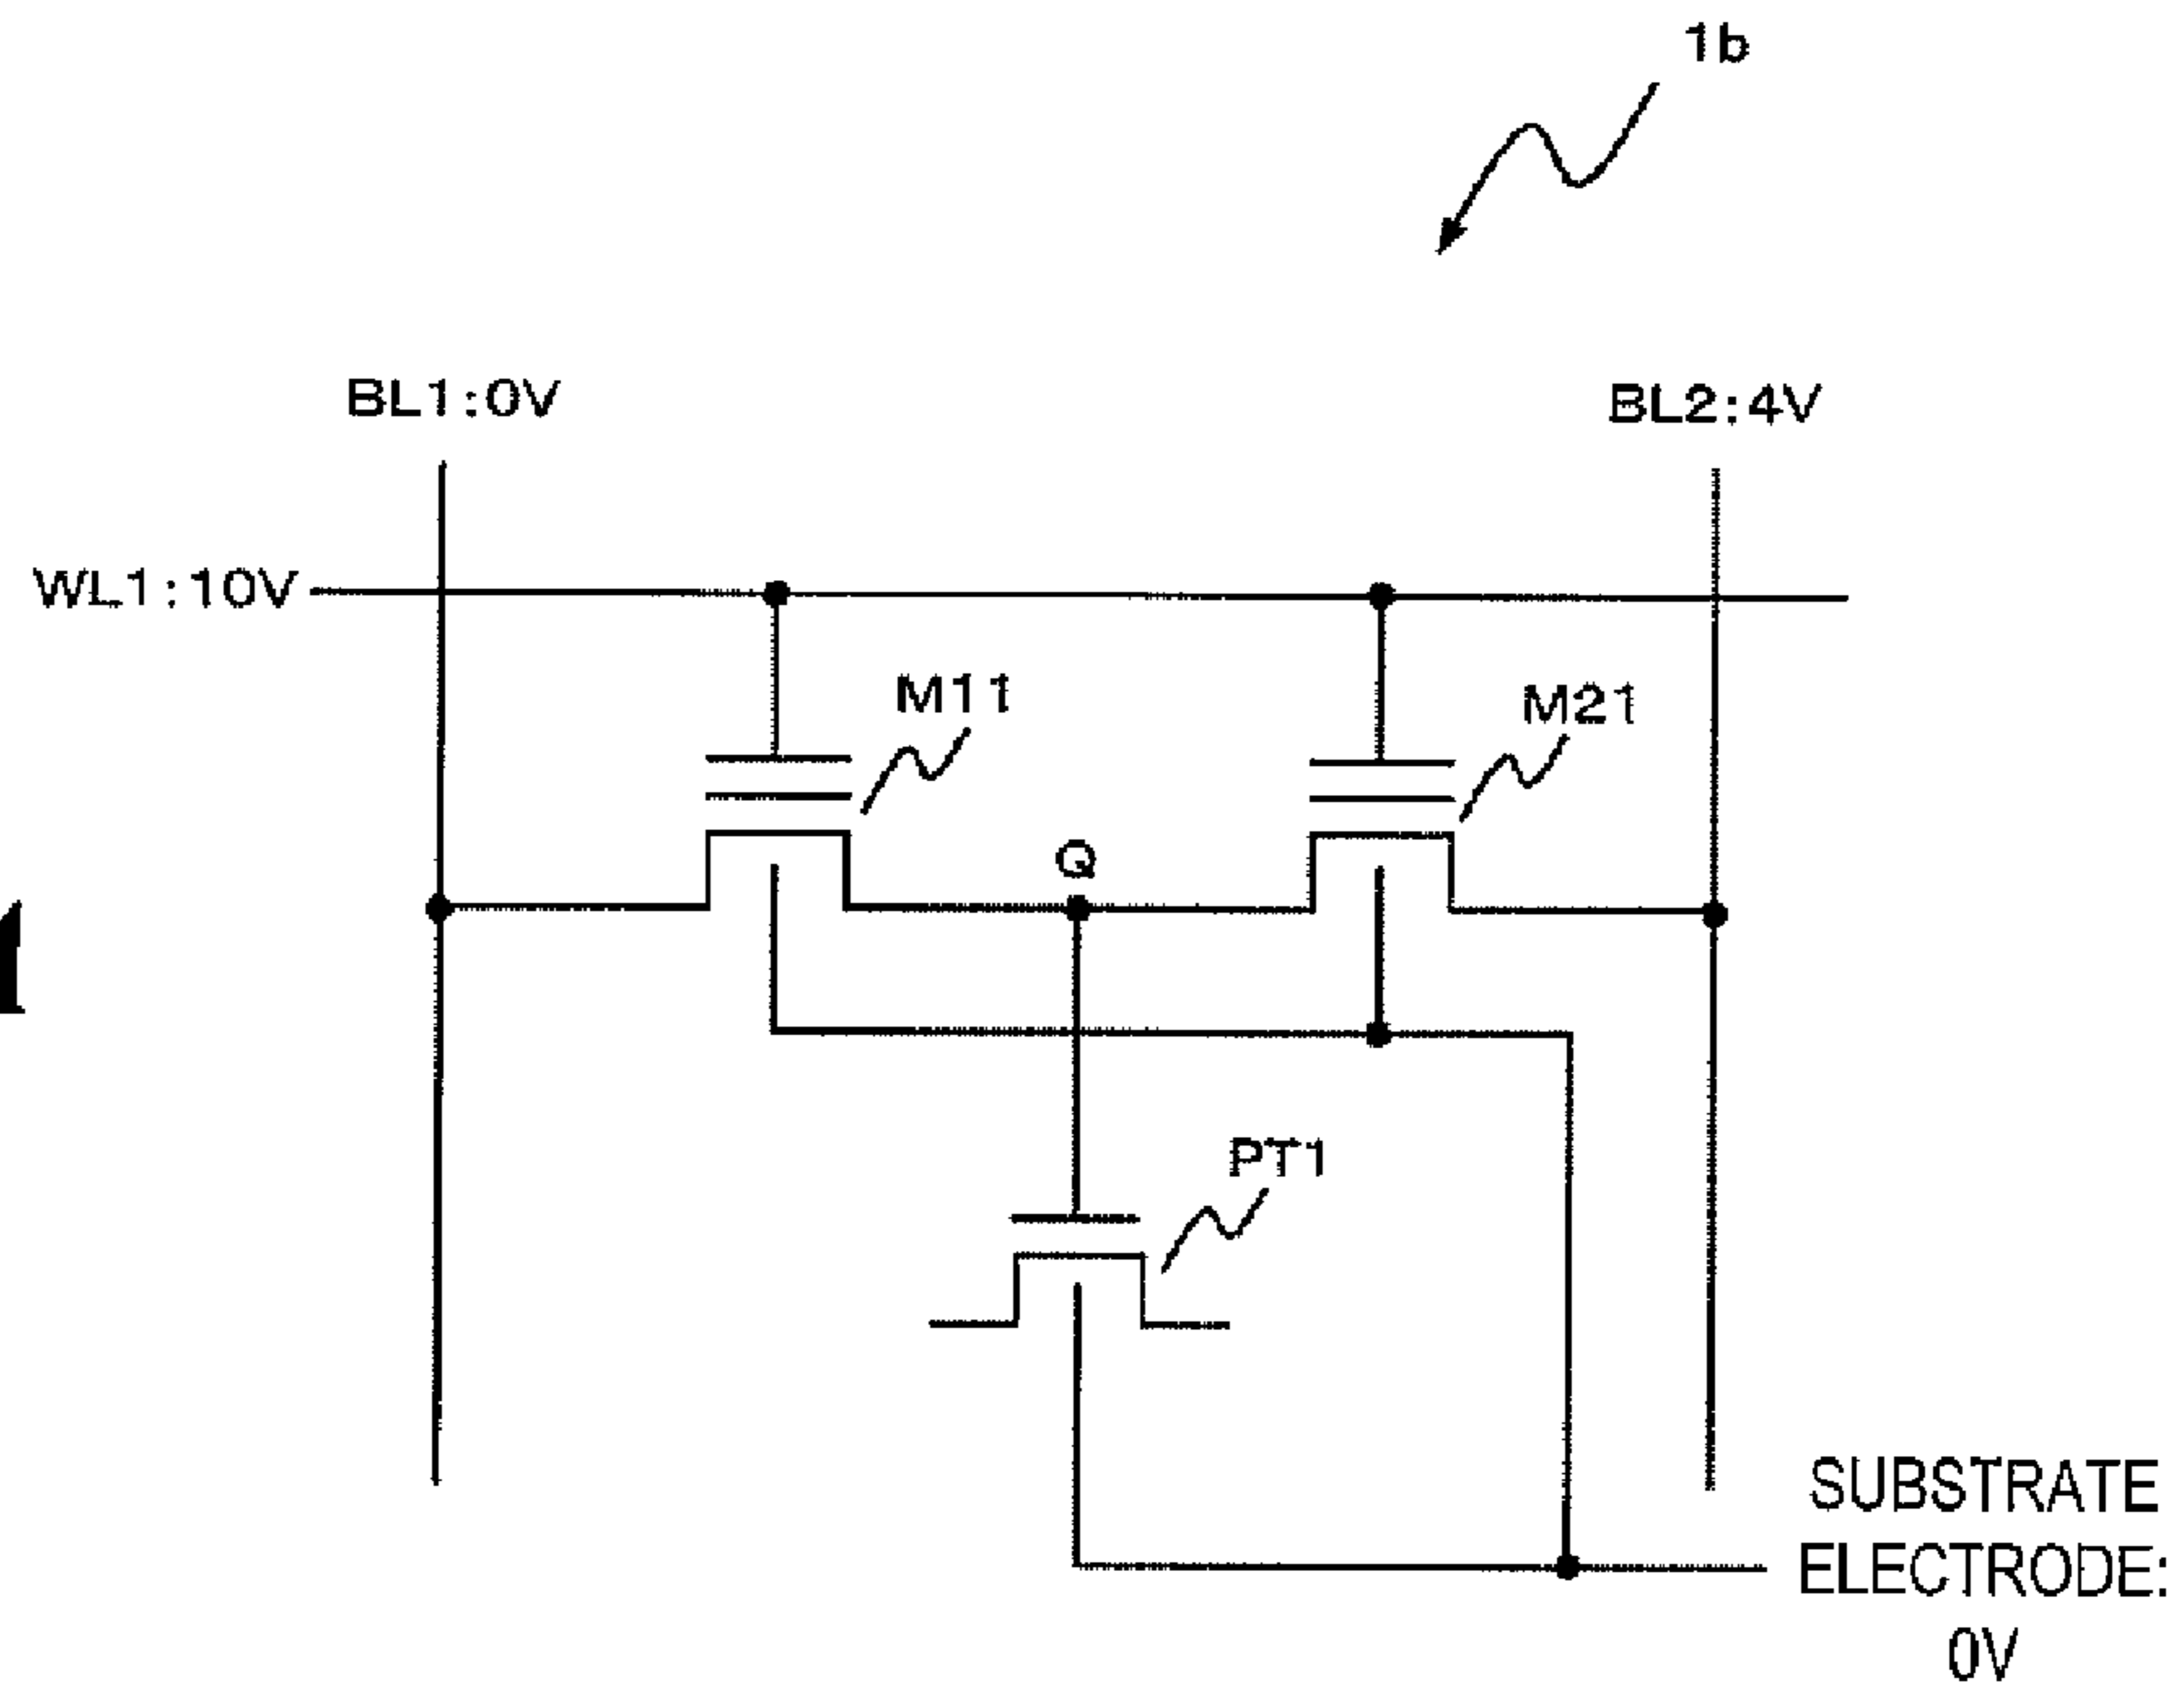 1b
BL1:0V
BL2:4V
WL1:10V
M11
M21
Q
PT1
SUBSTRATE
ELECTRODE:
0V